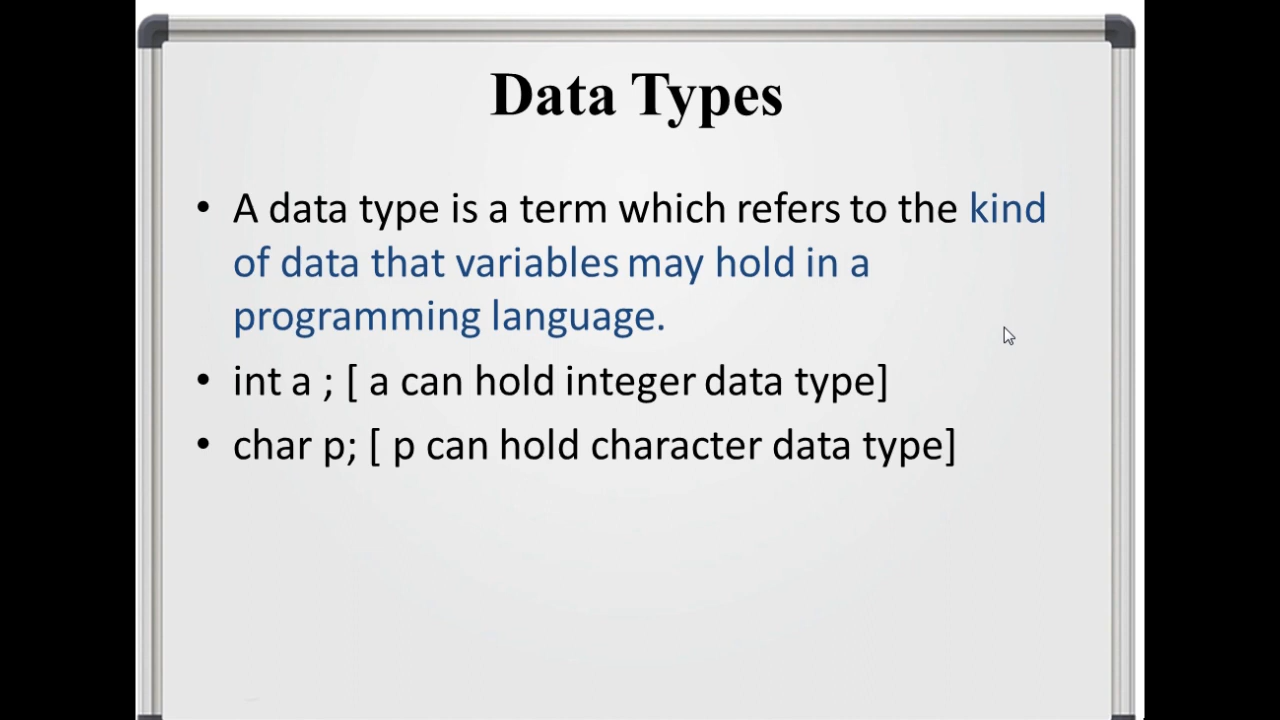 Data Types
• A data type is a term which refers to the kind
of data that variables may hold in a
programming language.
• int a ; [ a can hold integer data type]
• char p; [ p can hold character data type]